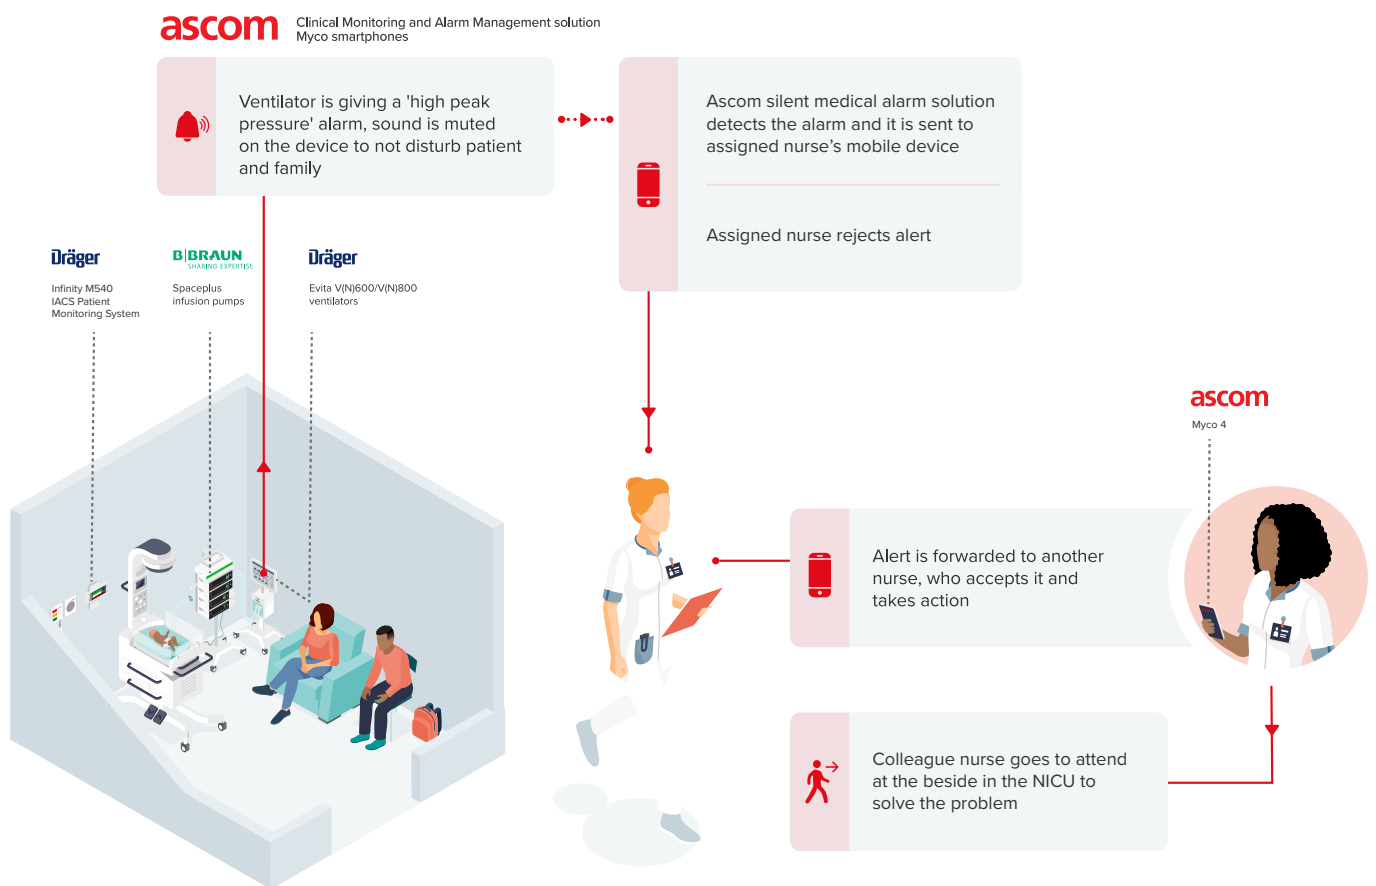 ascom
Clinical Monitoring and Alarm Management solution
Myco smartphones
Ventilator is giving a 'high peak
pressure' alarm, sound is muted
on the device to not disturb patient
and family
Ascom silent medical alarm solution
detects the alarm and it is sent to
assigned nurse’s mobile device
Assigned nurse rejects alert
Dräger
Infinity M540
IACS Patient
Monitoring System
B|BRAUN
SHARING EXPERTISE
Spaceplus
infusion pumps
Dräger
Evita V(N)600/V(N)800
ventilators
ascom
Myco 4
Alert is forwarded to another
nurse, who accepts it and
takes action
Colleague nurse goes to attend
at the beside in the NICU to
solve the problem